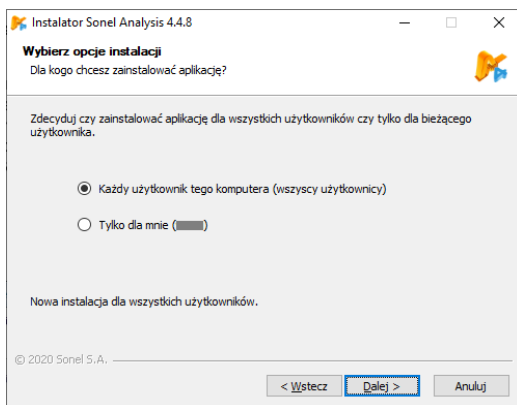 Instalator Sonel Analysis 4.4.8
Wybierz opcje instalacji
Dla kogo chcesz zainstalować aplikację?
Zdecyduj czy zainstalować aplikację dla wszystkich użytkowników czy tylko dla bieżącego
użytkownika.
Każdy użytkownik tego komputera (wszyscy użytkownicy)
Tylko dla mnie ( )
Nowa instalacja dla wszystkich użytkowników.
© 2020 Sonel S.A.
< Wstecz Dalej > Anuluj